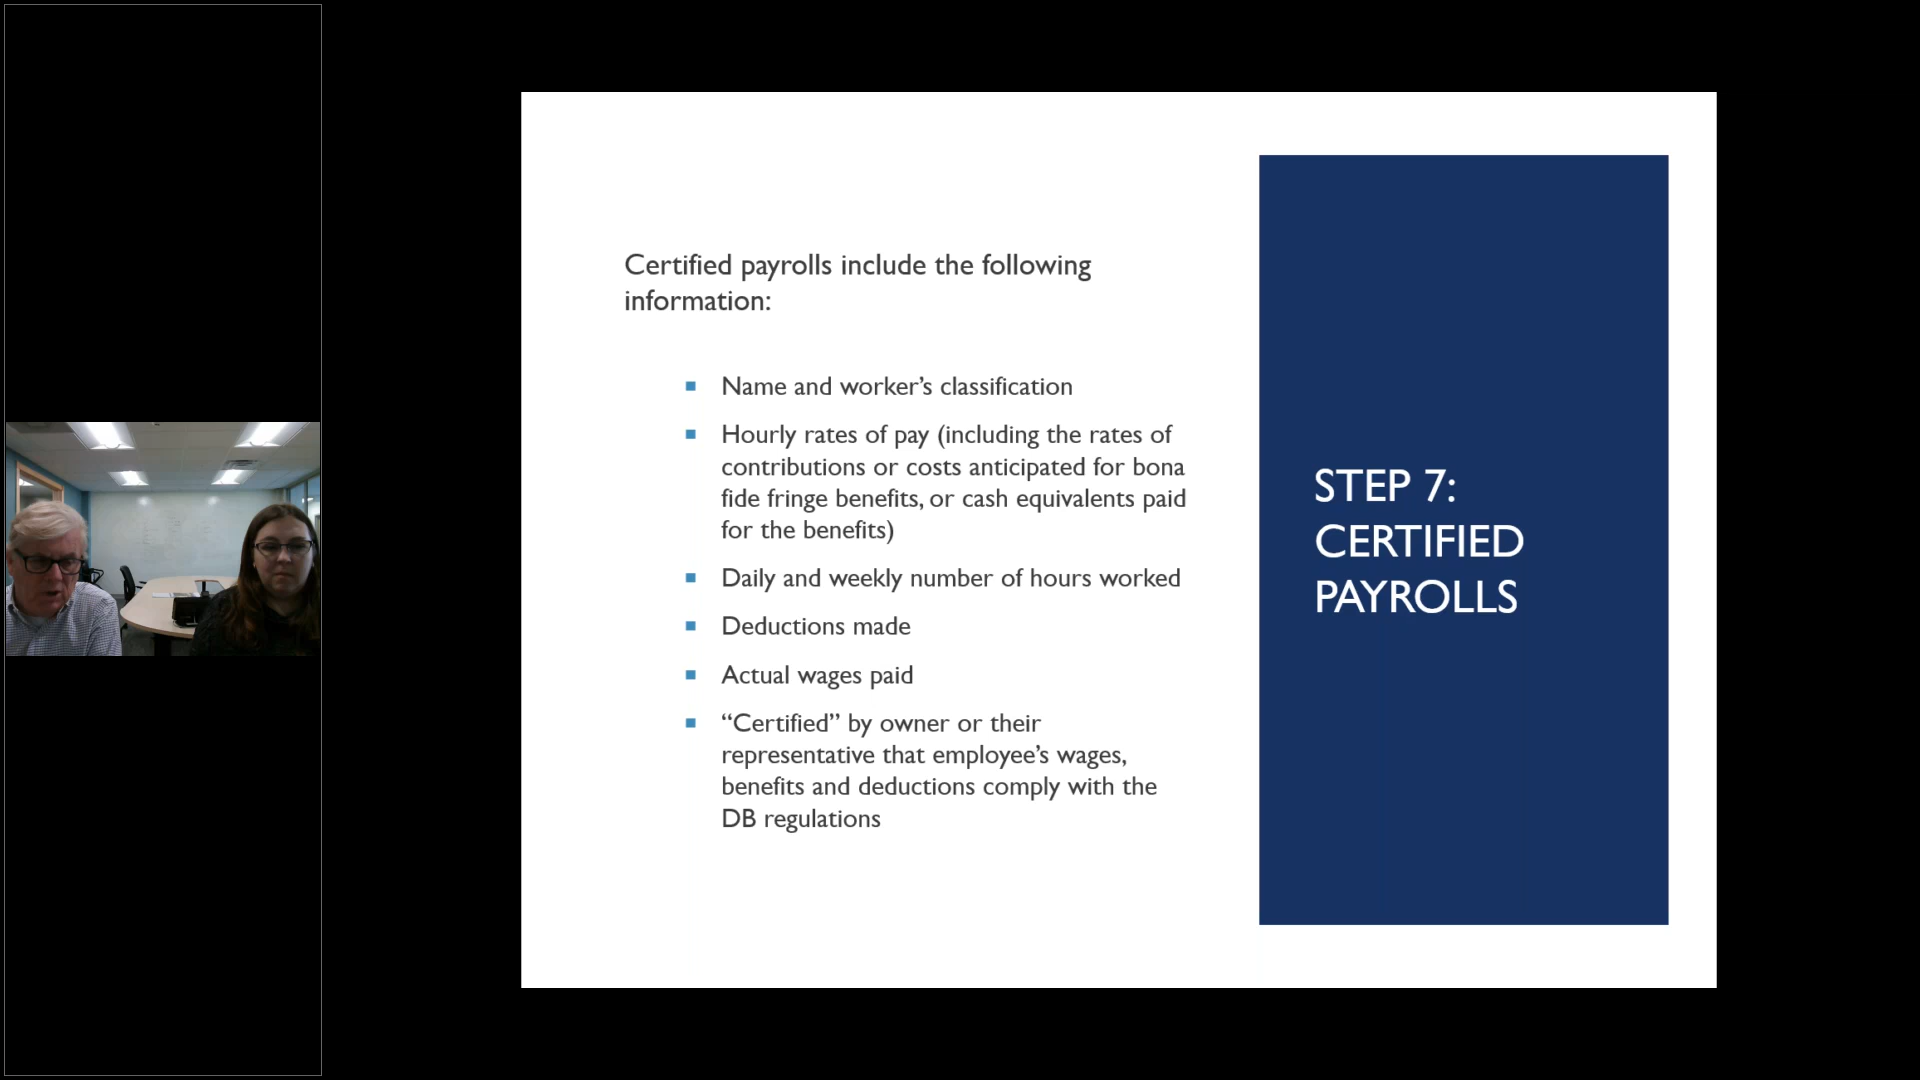 Certified payrolls include the following
information:
Name and worker’s classification
Hourly rates of pay (including the rates of
contributions or costs anticipated for bona
fide fringe benefits, or cash equivalents paid
for the benefits)
Daily and weekly number of hours worked
Deductions made
Actual wages paid
“Certified” by owner or their
representative that employee’s wages,
benefits and deductions comply with the
DB regulations
STEP 7:
CERTIFIED
PAYROLLS